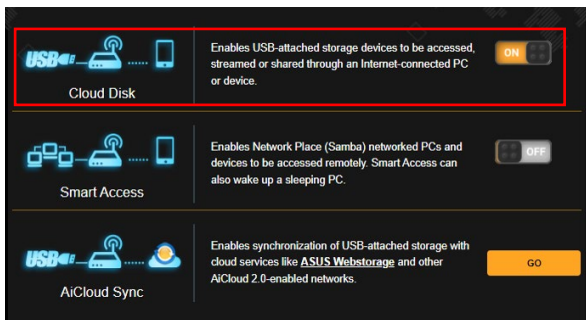 Enables USB-attached storage devices to be accessed,
USB
streamed or shared through an Internet-connected PC
ON
or device.
Cloud Disk
Enables Network Place (Samba) networked PCs and
devices to be accessed remotely. Smart Access can
OFF
also wake up a sleeping PC.
Smart Access
Enables synchronization of USB-attached storage with
USB
cloud services like ASUS Webstorage and other
GO
AiCloud 2.0-enabled networks.
AiCloud Sync